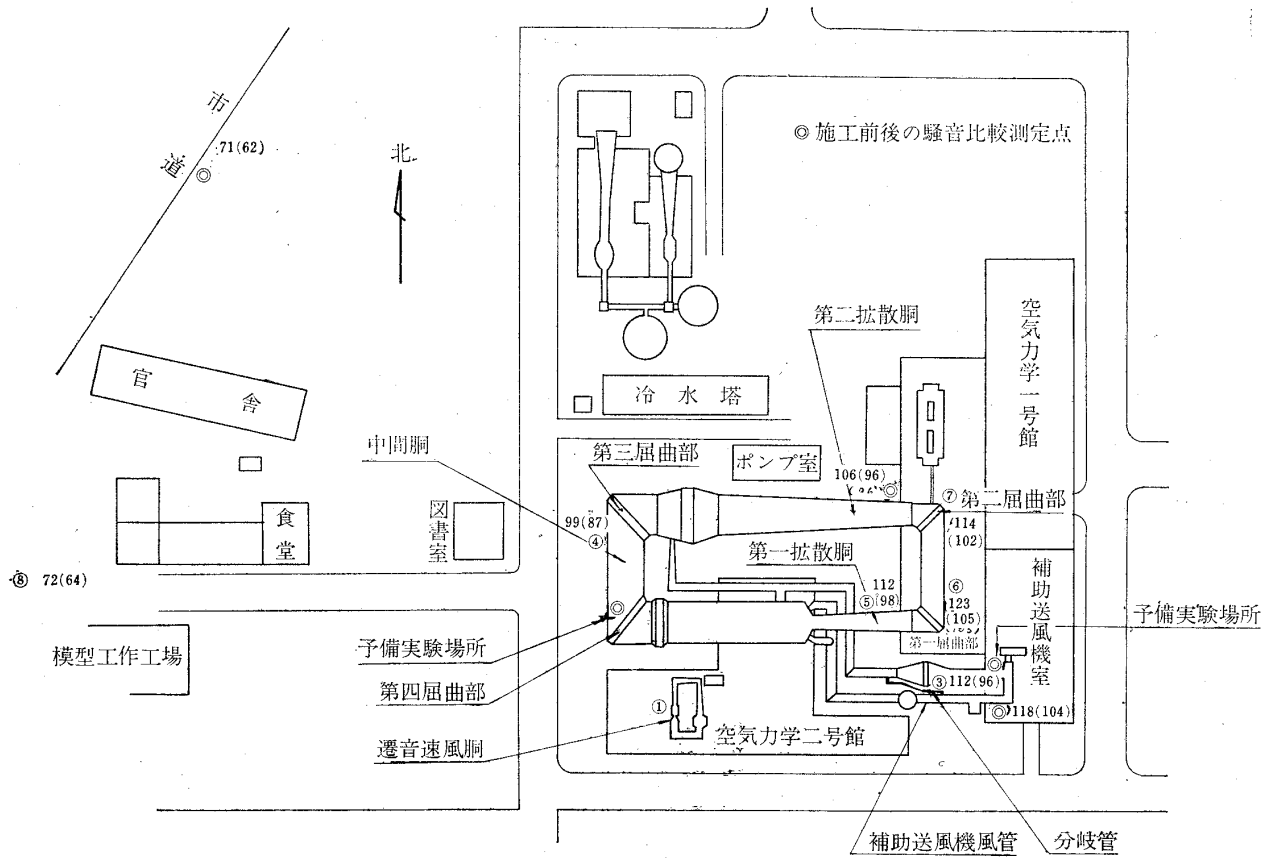 市道
71(62)
北
◎ 施工前後の騒音比較測定点
空気力学一号館
第二拡散胴
冷水塔
官舎
中間胴
第三屈曲部
ポンプ室
106(96)
⑦ 第二屈曲部
114
(102)
食堂
図書室
99(87)
④
第一拡散胴
112
⑤(98)
⑥
123
(105)
第一屈曲部
補助送風機室
⑧ 72(64)
予備実験場所
模型工作工場
予備実験場所
第四屈曲部
③112(96)
118(104)
①
空気力学二号館
遷音速風胴
補助送風機風管
分岐管